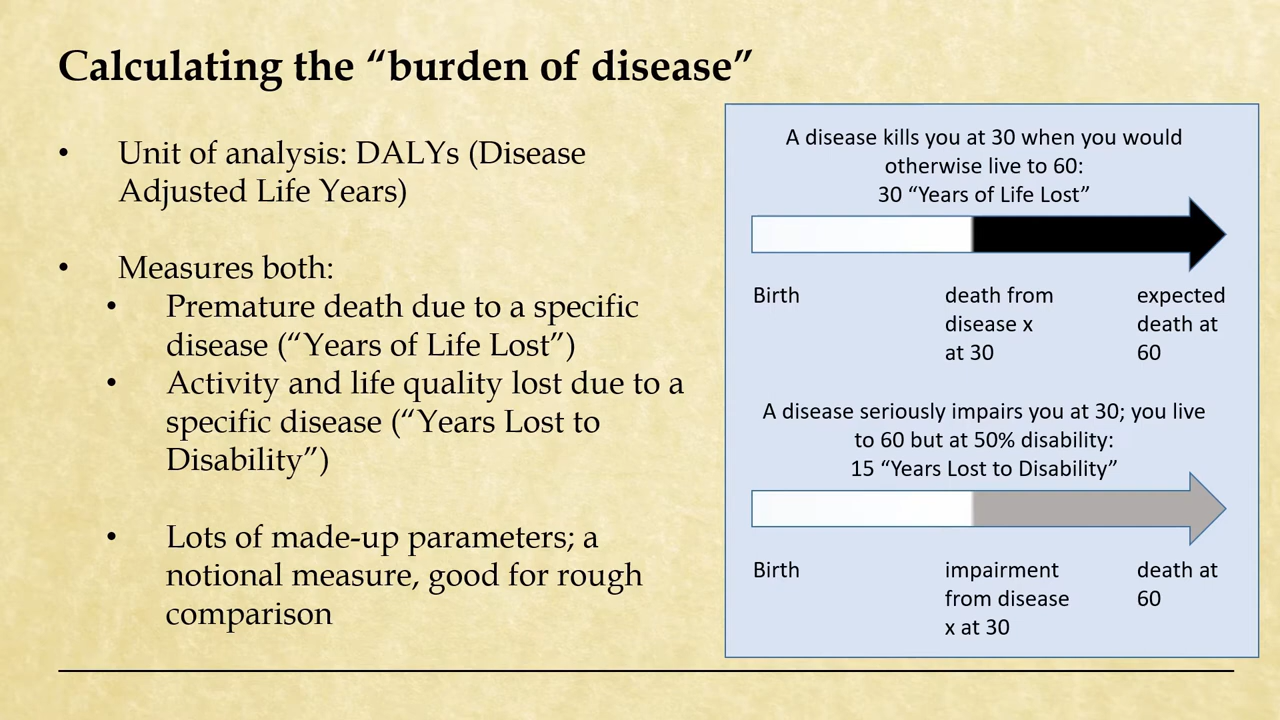 Calculating the “burden of disease”
• Unit of analysis: DALYs (Disease
Adjusted Life Years)
• Measures both:
• Premature death due to a specific
disease (“Years of Life Lost”)
• Activity and life quality lost due to a
specific disease (“Years Lost to
Disability”)
• Lots of made-up parameters; a
notional measure, good for rough
comparison
A disease kills you at 30 when you would
otherwise live to 60:
30 “Years of Life Lost”
Birth
death from
disease x
at 30
expected
death at
60
A disease seriously impairs you at 30; you live
to 60 but at 50% disability:
15 “Years Lost to Disability”
Birth
impairment
from disease
x at 30
death at
60